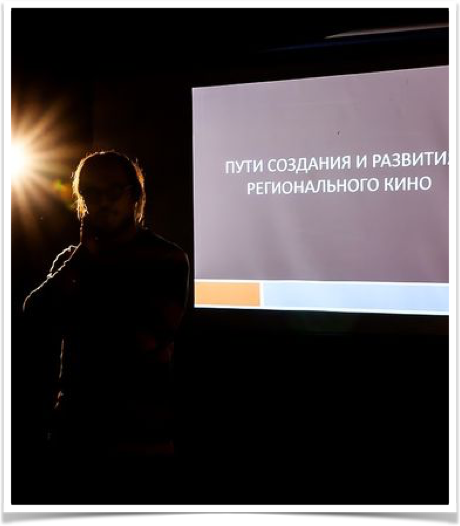 ПУТИ СОЗДАНИЯ И РАЗВИТИ
РЕГИОНАЛЬНОГО КИНО